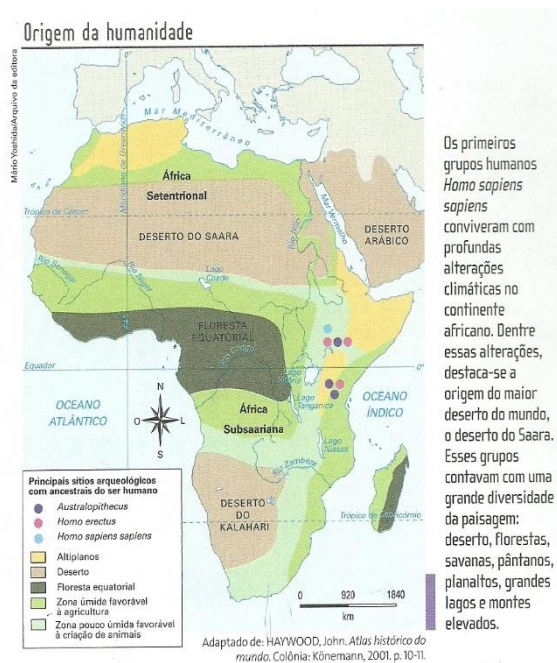 Origem da humanidade
Mário Yoshida/Arquivo da editora
Mar Mediterrâneo
Meridiano de Greenwich
África
Setentrional
Trópico de Câncer
DESERTO DO SAARA
Rio Nilo
Mar Vermelho
DESERTO
ARÁBICO
Rio Senegal
Rio Níger
Lago
Chade
FLORESTA
EQUATORIAL
Rio Congo
Equador
0°
0°
Lago
Vitória
Lago
Tanganica
OCEANO
ATLÂNTICO
OCEANO
ÍNDICO
N
O
L
S
África
Subsaariana
Lago
Niassa
Rio Zambeze
DESERTO
DO
KALAHARI
Trópico de Capricórnio
Principais sítios arqueológicos
com ancestrais do ser humano
Australopithecus
Homo erectus
Homo sapiens sapiens
Altiplanos
Deserto
Floresta equatorial
Zona úmida favorável
à agricultura
Zona pouco úmida favorável
à criação de animais
0 920 1840
km
Adaptado de: HAYWOOD, John. Atlas histórico do
mundo. Colônia: Könemann, 2001. p. 10-11.
Os primeiros
grupos humanos
Homo sapiens
sapiens
conviveram com
profundas
alterações
climáticas no
continente
africano. Dentre
essas alterações,
destaca-se a
origem do maior
deserto do mundo,
o deserto do Saara.
Esses grupos
contavam com uma
grande diversidade
da paisagem:
deserto, florestas,
savanas, pântanos,
planaltos, grandes
lagos e montes
elevados.